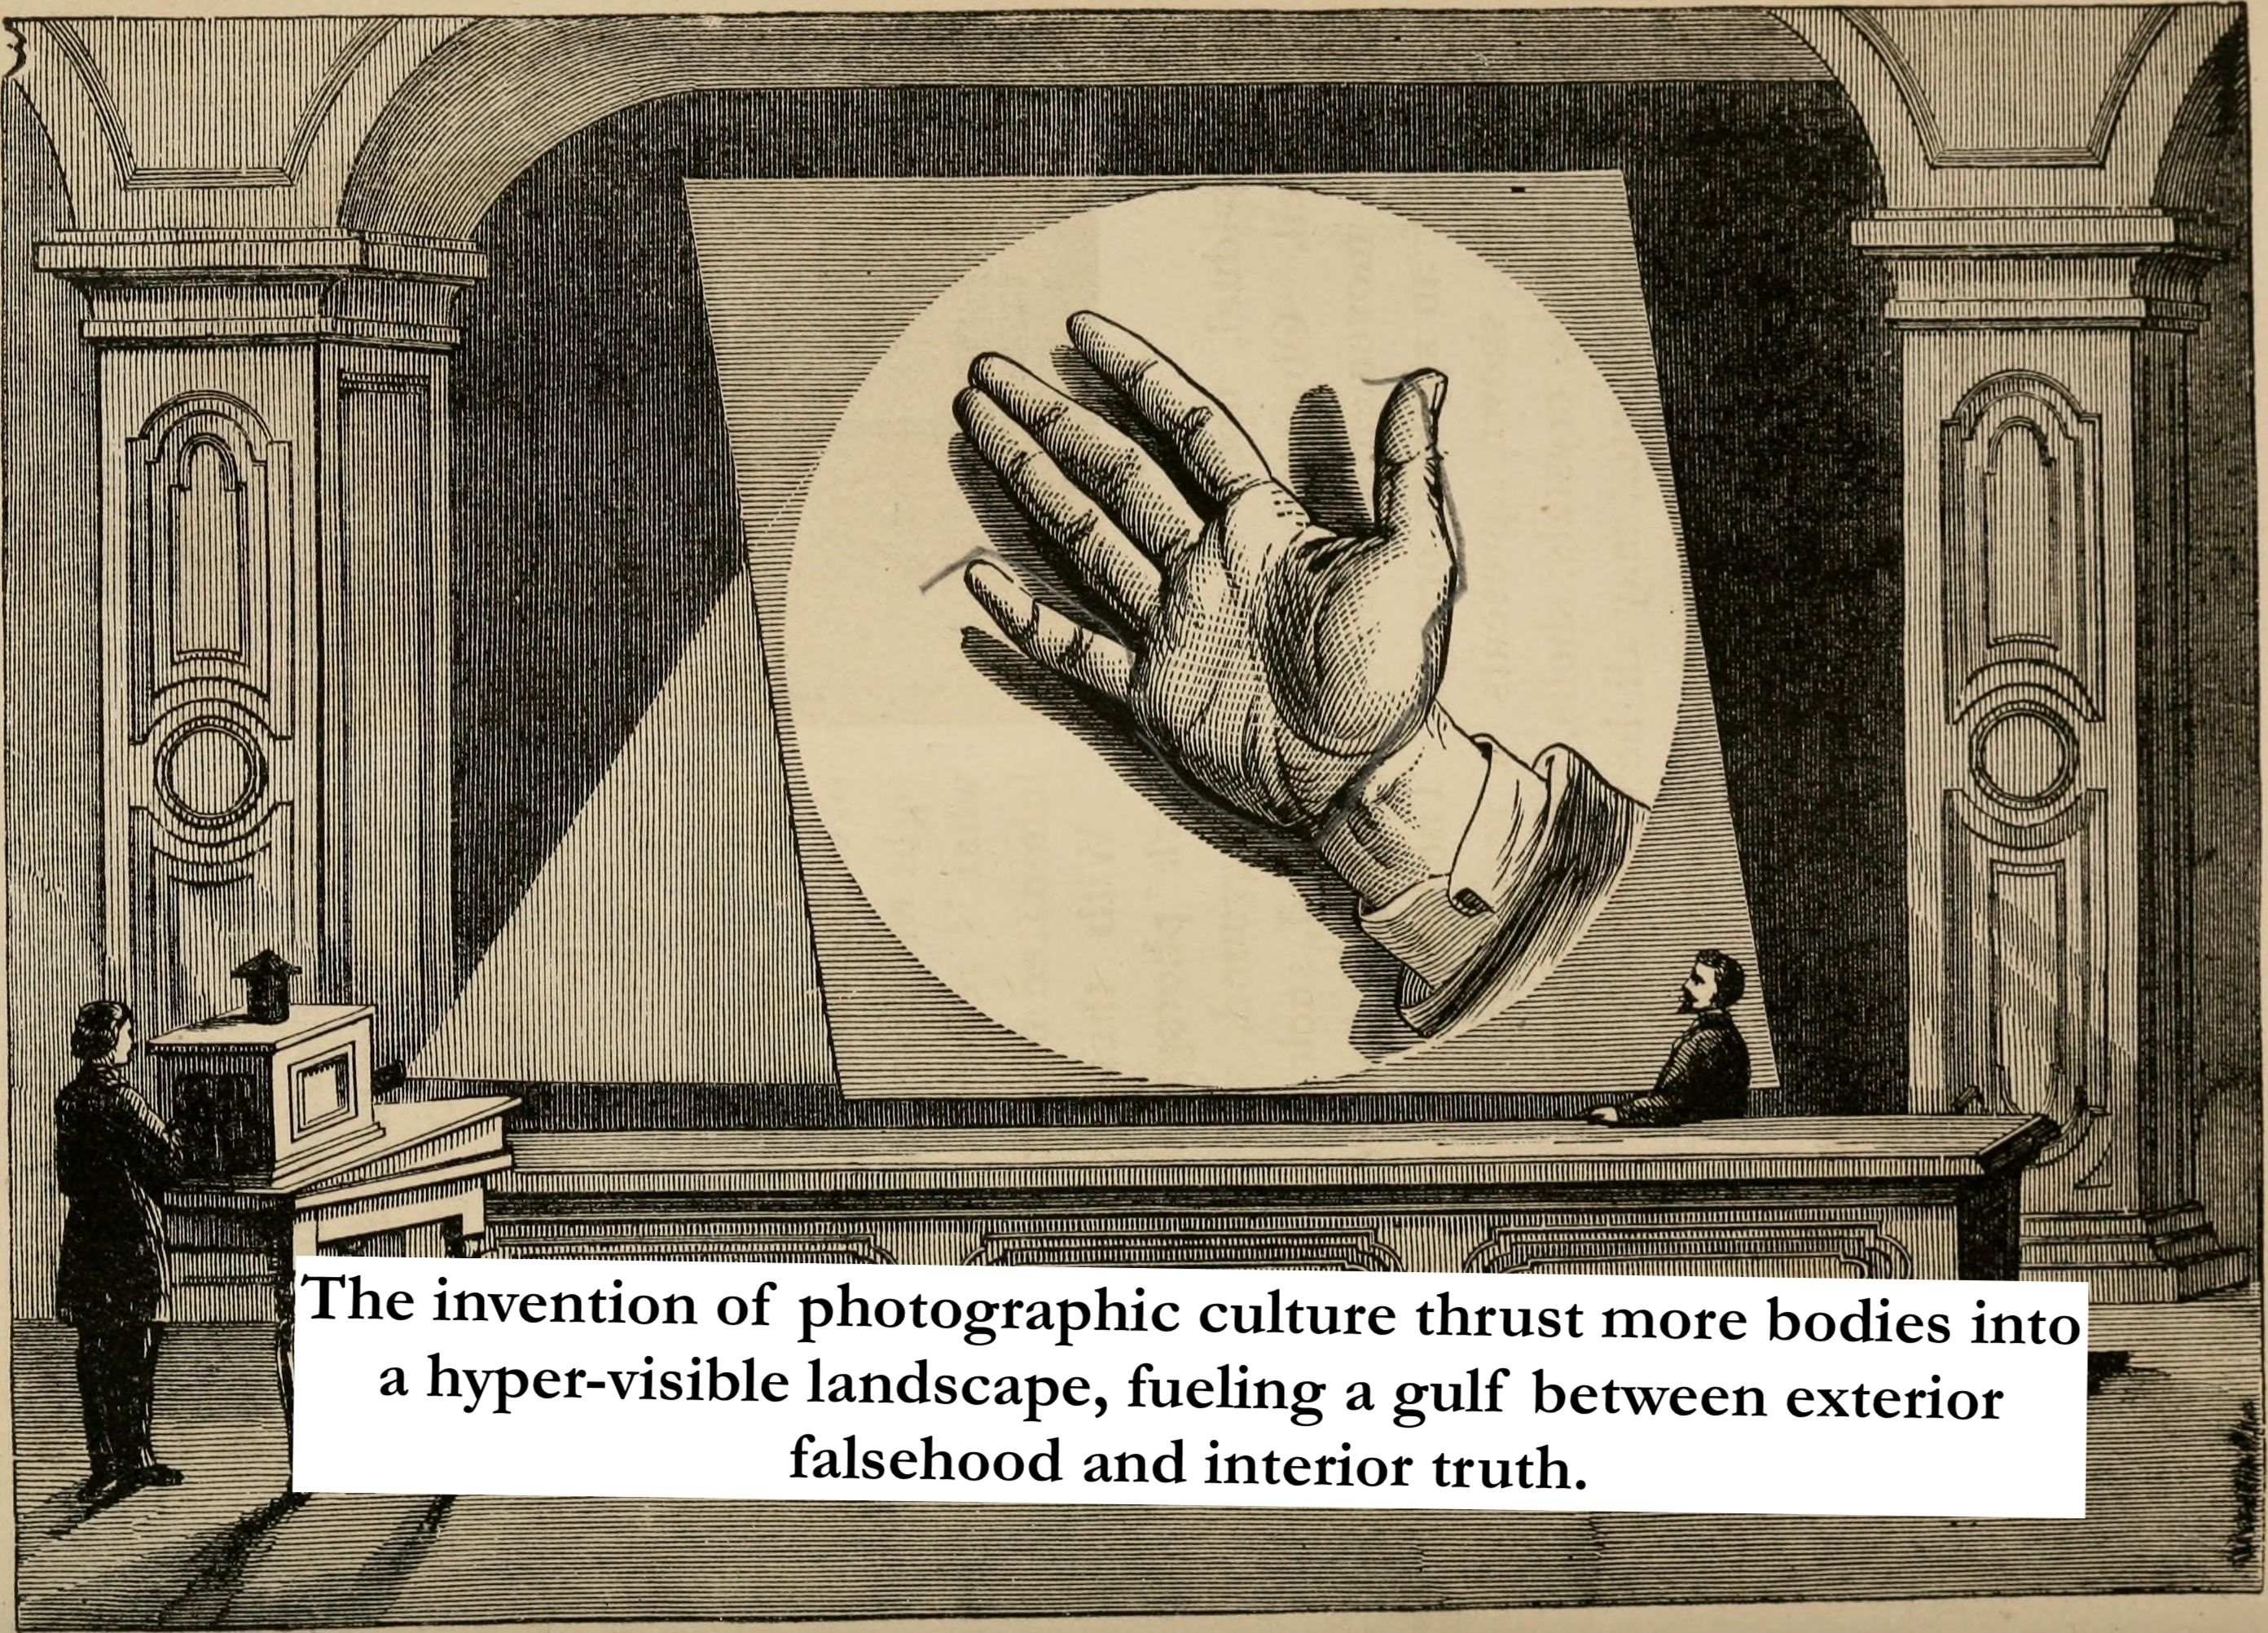 The invention of photographic culture thrust more bodies into
a hyper-visible landscape, fueling a gulf between exterior
falsehood and interior truth.